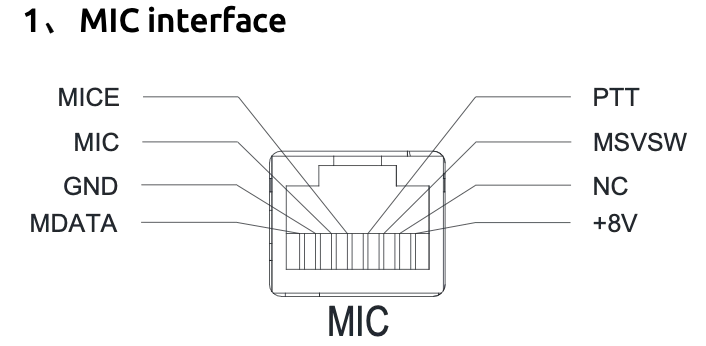 1、 MIC interface
MICE
PTT
MIC
MSVSW
GND
NC
MDATA
+8V
MIC